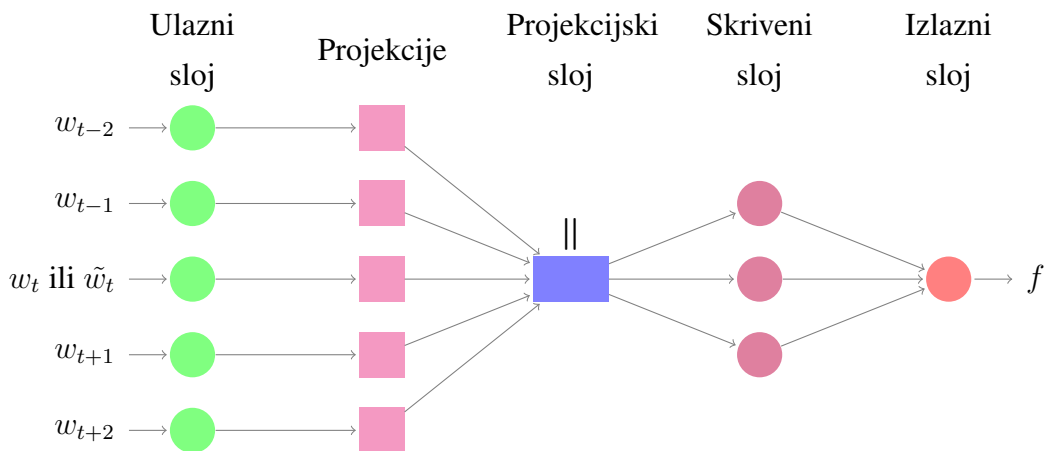 Ulazni sloj
Projekcije
Projekcijski sloj
Skriveni sloj
Izlazni sloj
w_{t−2}
w_{t−1}
||
w_t ili w̃_t
f
w_{t+1}
w_{t+2}